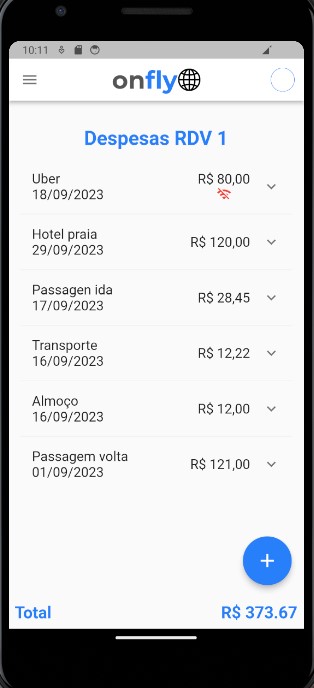 10:11
onfly
Despesas RDV 1
Uber
R$ 80,00
18/09/2023
Hotel praia
R$ 120,00
29/09/2023
Passagen ida
R$ 28,45
17/09/2023
Transporte
R$ 12,22
16/09/2023
Almoço
R$ 12,00
16/09/2023
Passagem volta
R$ 121,00
01/09/2023
+
Total
R$ 373.67